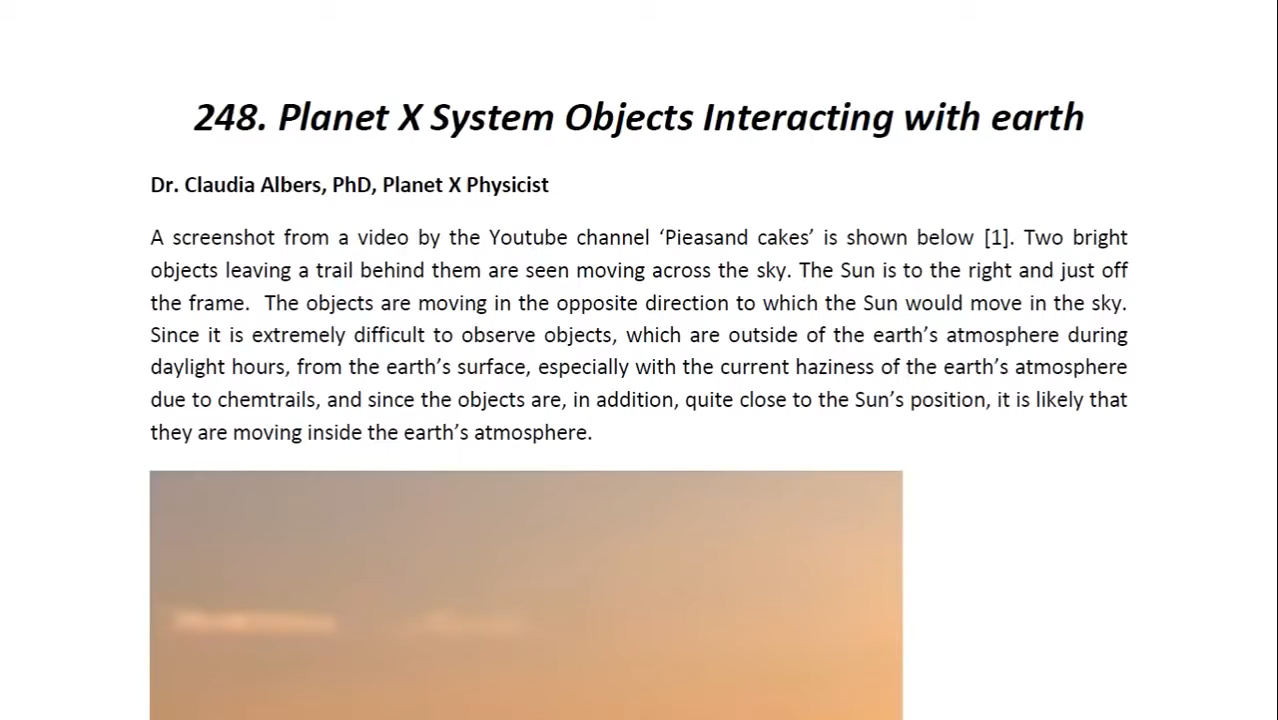 248. Planet X System Objects Interacting with earth
Dr. Claudia Albers, PhD, Planet X Physicist
A screenshot from a video by the Youtube channel ‘Pieasand cakes’ is shown below [1]. Two bright
objects leaving a trail behind them are seen moving across the sky. The Sun is to the right and just off
the frame.  The objects are moving in the opposite direction to which the Sun would move in the sky.
Since it is extremely difficult to observe objects, which are outside of the earth’s atmosphere during
daylight hours, from the earth’s surface, especially with the current haziness of the earth’s atmosphere
due to chemtrails, and since the objects are, in addition, quite close to the Sun’s position, it is likely that
they are moving inside the earth’s atmosphere.